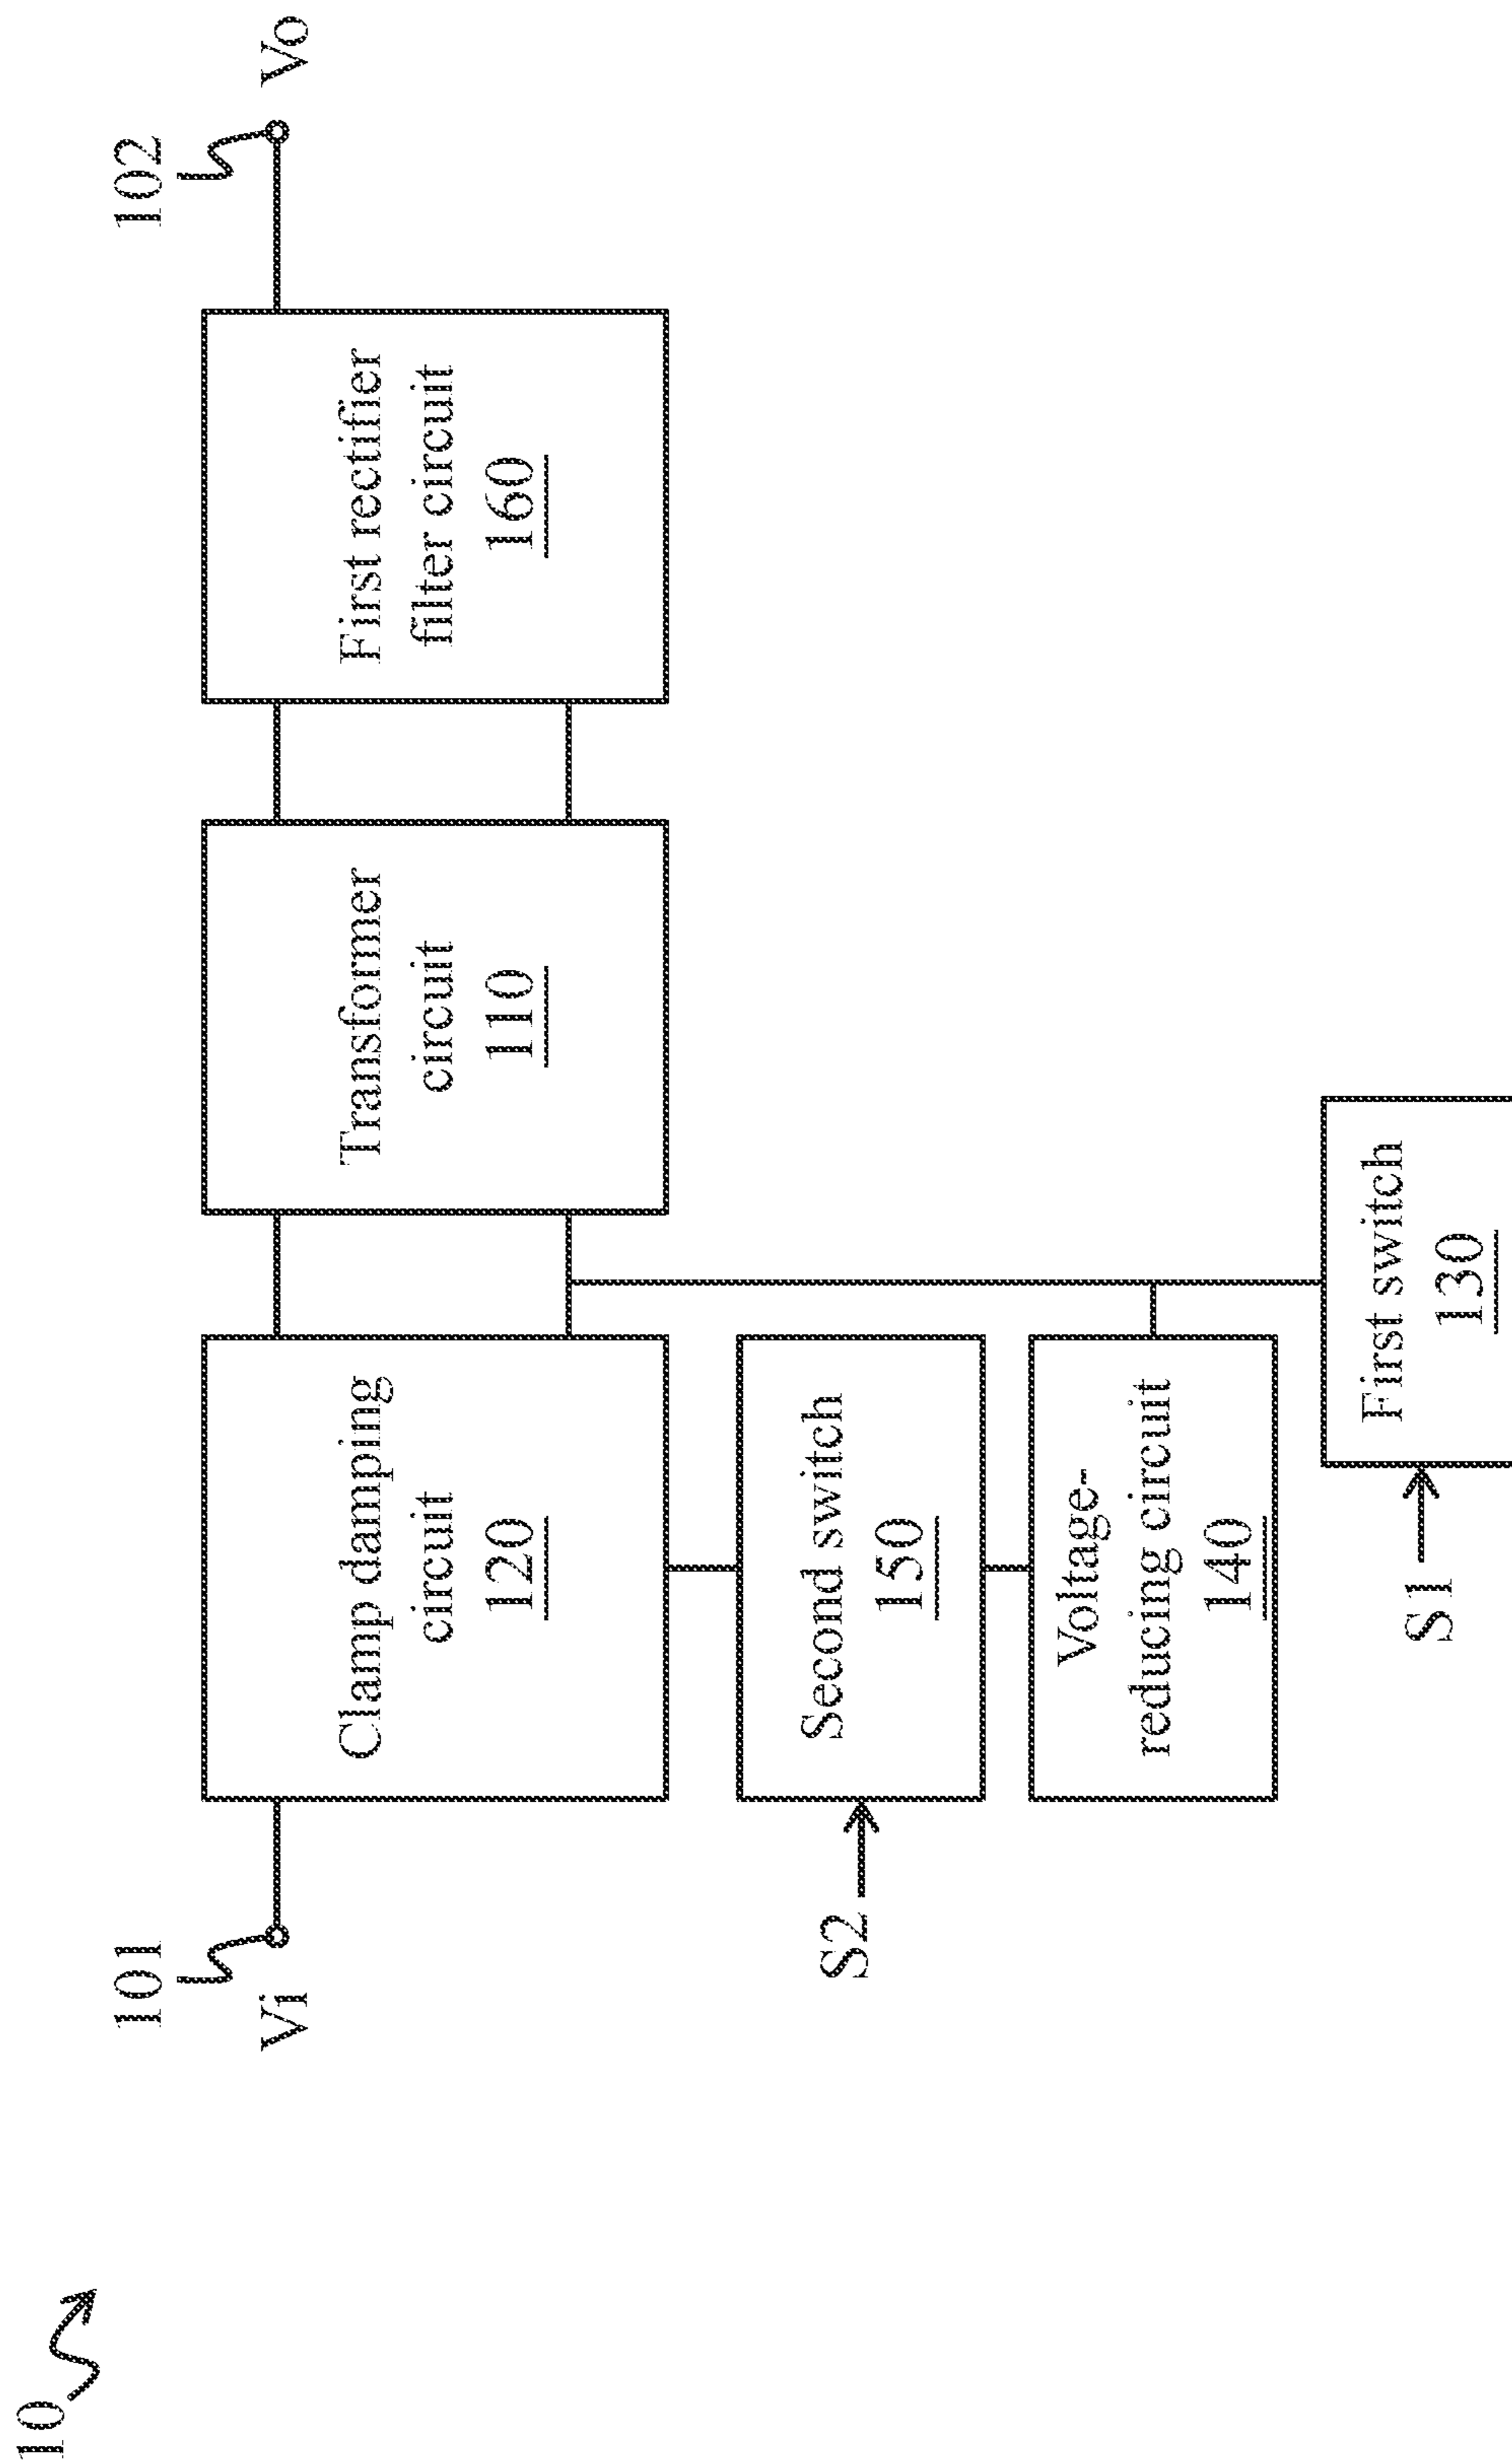 10
101
102
Vi
Vo
Clamp damping
circuit
120
Transformer
circuit
110
First rectifier
filter circuit
160
S2
Second switch
150
Voltage-
reducing circuit
140
S1
First switch
130